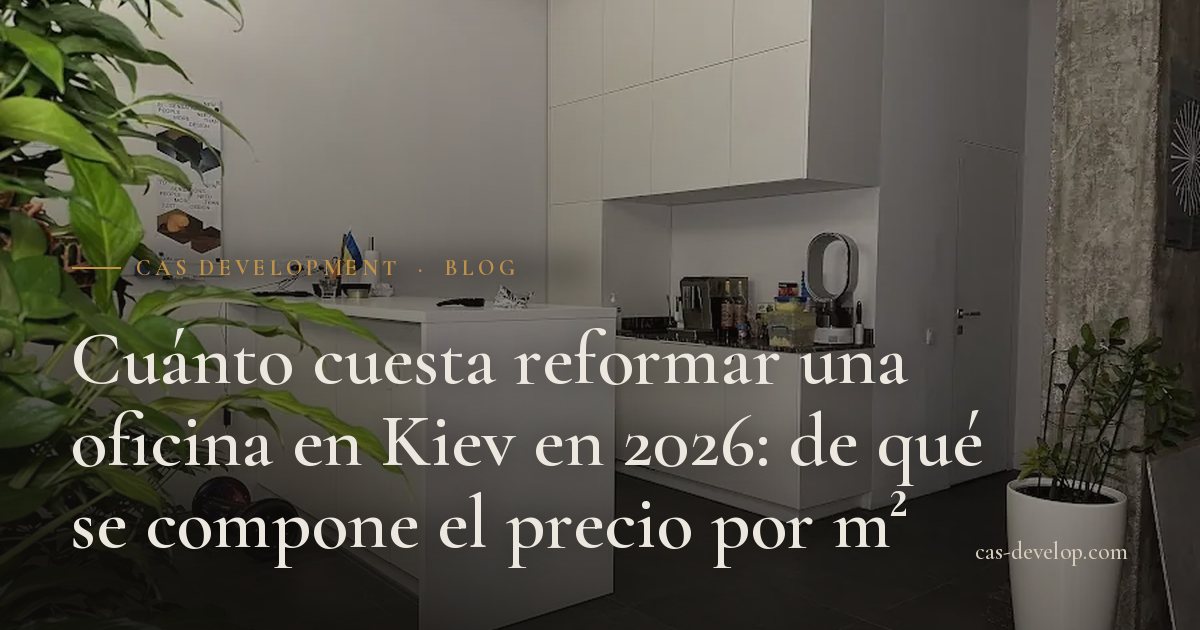 CAS DEVELOPMENT · BLOG
Cuánto cuesta reformar una
oficina en Kiev en 2026: de qué
se compone el precio por m²
cas-develop.com